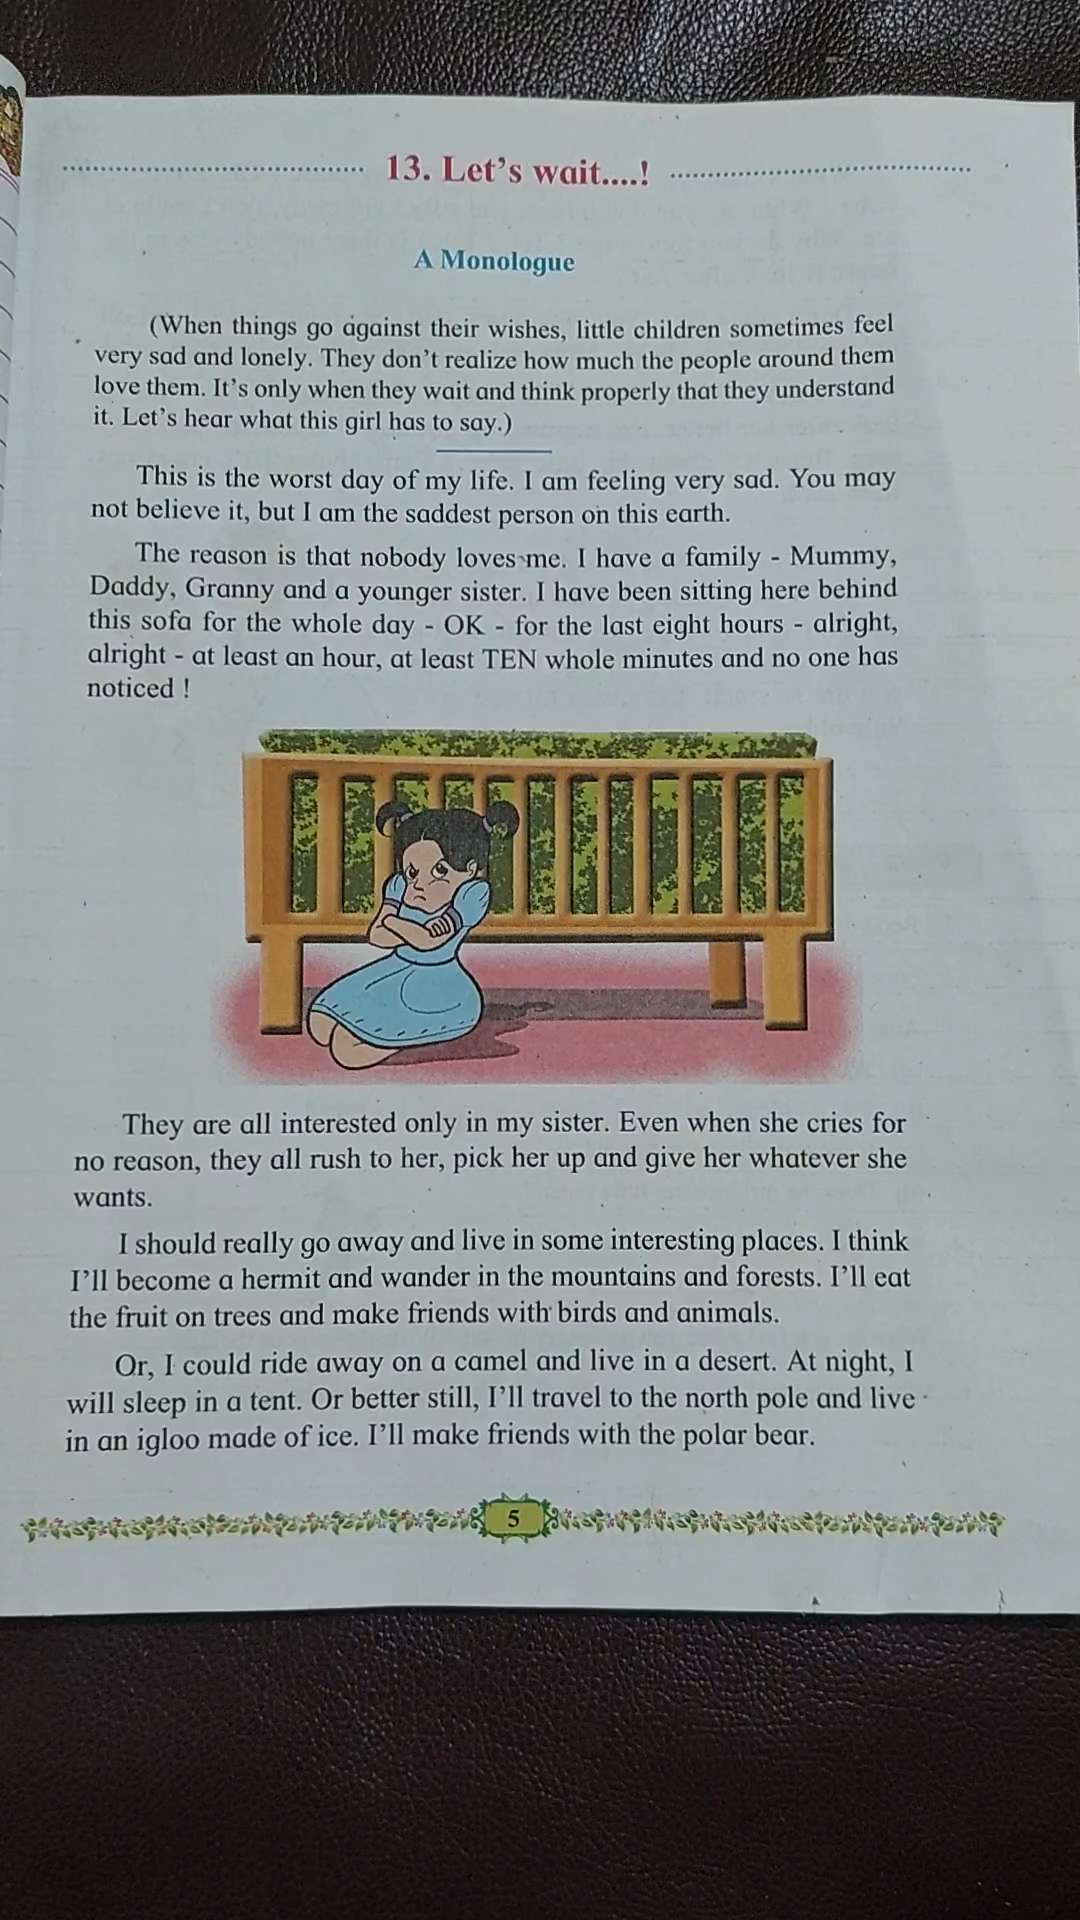 13. Let's wait....!
A Monologue
(When things go against their wishes, little children sometimes feel
very sad and lonely. They don't realize how much the people around them
love them. It's only when they wait and think properly that they understand
it. Let's hear what this girl has to say.)
This is the worst day of my life. I am feeling very sad. You may
not believe it, but I am the saddest person on this earth.
The reason is that nobody loves me. I have a family - Mummy,
Daddy, Granny and a younger sister. I have been sitting here behind
this sofa for the whole day - OK - for the last eight hours - alright,
alright - at least an hour, at least TEN whole minutes and no one has
noticed !
They are all interested only in my sister. Even when she cries for
no reason, they all rush to her, pick her up and give her whatever she
wants.
I should really go away and live in some interesting places. I think
I'll become a hermit and wander in the mountains and forests. I'll eat
the fruit on trees and make friends with birds and animals.
Or, I could ride away on a camel and live in a desert. At night, I
will sleep in a tent. Or better still, I'll travel to the north pole and live
in an igloo made of ice. I'll make friends with the polar bear.
5